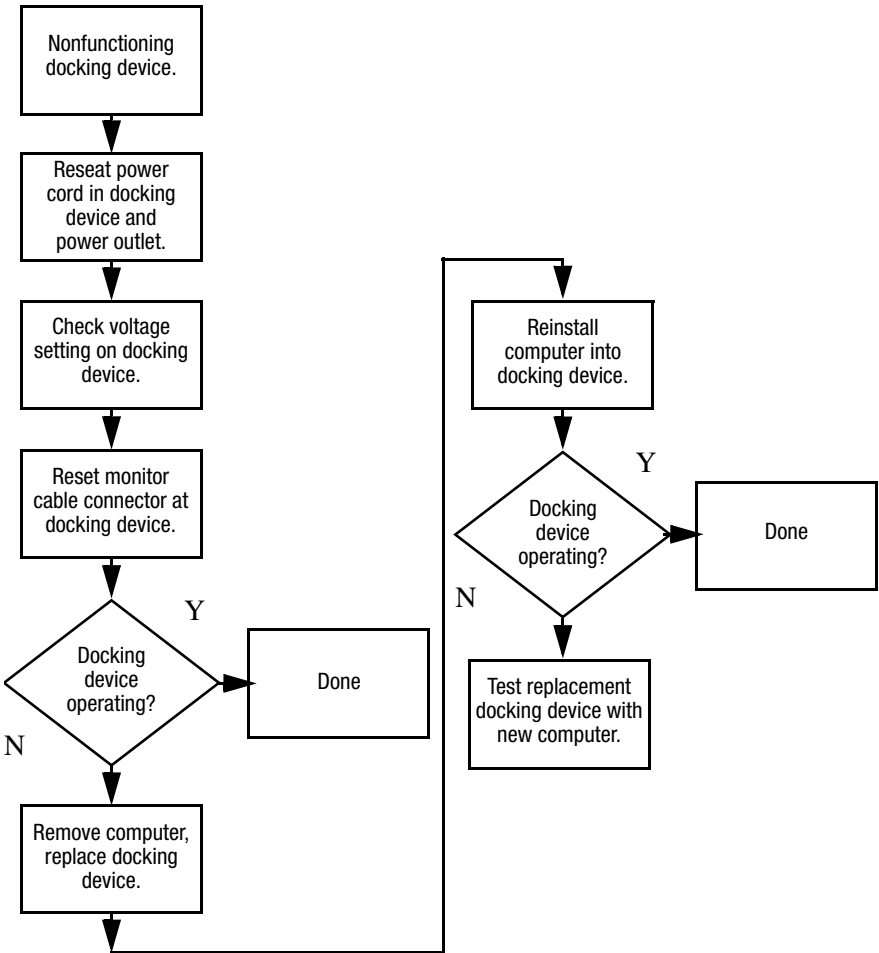 Nonfunctioning
docking device.
Reseat power
cord in docking
device and
power outlet.
Check voltage
setting on docking
device.
Reset monitor
cable connector at
docking device.
Y
Docking
device
operating?
Done
N
Remove computer,
replace docking
device.
Reinstall
computer into
docking device.
Y
Docking
device
operating?
Done
N
Test replacement
docking device with
new computer.